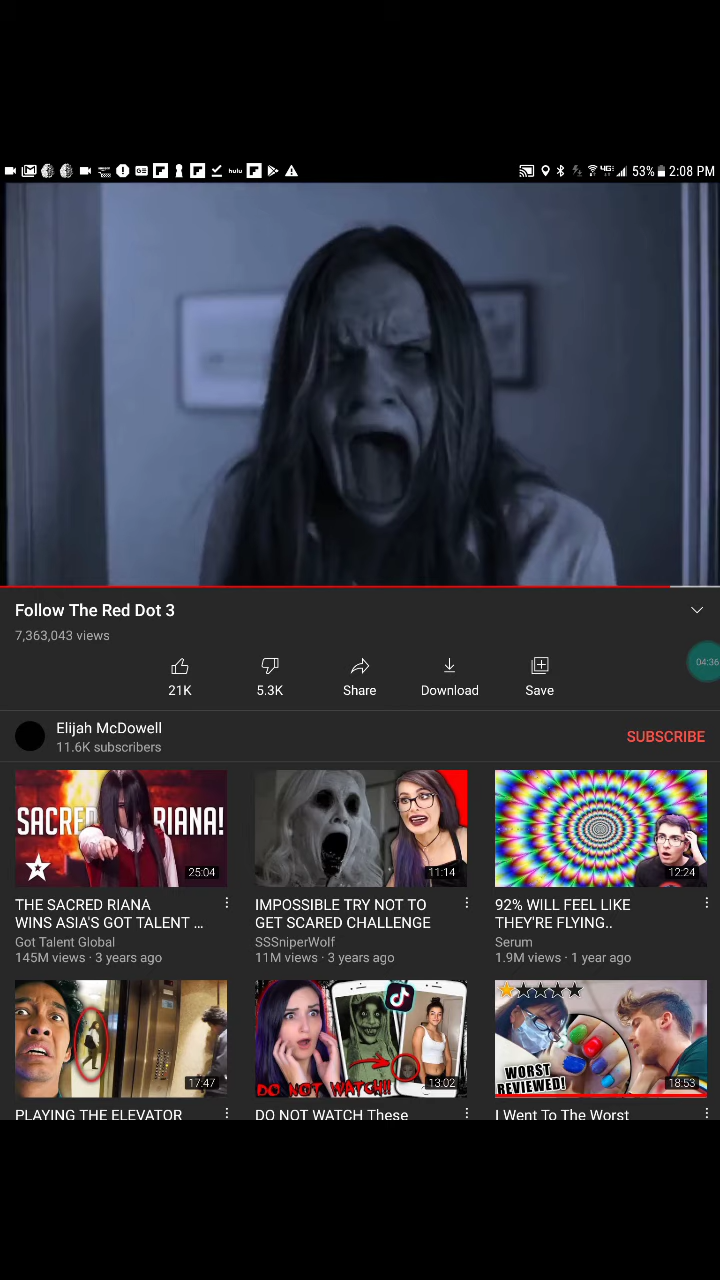 hulu
4G
53%
2:08 PM
Follow The Red Dot 3
7,363,043 views
04:36
21K
5.3K
Share
Download
Save
Elijah McDowell
11.6K subscribers
SUBSCRIBE
SACRED RIANA!
25:04
11:14
12:24
THE SACRED RIANA
WINS ASIA'S GOT TALENT ...
Got Talent Global
145M views · 3 years ago
IMPOSSIBLE TRY NOT TO
GET SCARED CHALLENGE
SSSniperWolf
11M views · 3 years ago
92% WILL FEEL LIKE
THEY'RE FLYING..
Serum
1.9M views · 1 year ago
17:47
DO NOT WATCH!!
13:02
WORST
REVIEWED!
18:53
PLAYING THE ELEVATOR
DO NOT WATCH These
I Went To The Worst